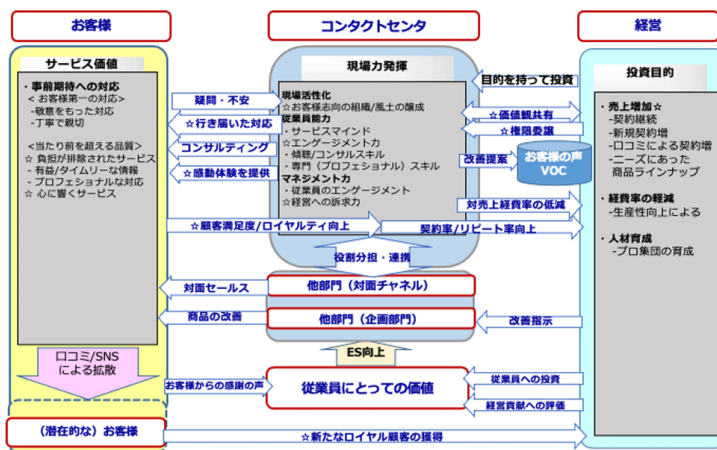 お客様
コンタクトセンタ
経営
サービス価値
・事前期待への対応
< お客様第一の対応>
-敬意をもった対応
-丁寧で親切
<当たり前を超える品質>
☆ 負担が排除されたサービス
- 有益/タイムリーな情報
- プロフェショナルな対応
☆ 心に響くサービス
口コミ/SNS
による拡散
(潜在的な) お客様
疑問・不安
☆行き届いた対応
コンサルティング
☆感動体験を提供
☆顧客満足度/ロイヤルティ向上
対面セールス
商品の改善
お客様からの感謝の声
現場力発揮
現場活性化
☆お客様志向の組織/風土の醸成
従業員能力
・サービスマインド
☆エンゲージメント力
・傾聴/コンサルスキル
・専門(プロフェショナル)スキル
マネジメント力
・従業員のエンゲージメント
☆経営への訴求力
役割分担・連携
他部門(対面チャネル)
他部門(企画部門)
ES向上
従業員にとっての価値
目的を持って投資
☆価値観共有
☆権限委譲
改善提案
お客様の声
VOC
対売上経費率の低減
契約率/リピート率向上
改善指示
従業員への投資
経営貢献への評価
☆新たなロイヤル顧客の獲得
投資目的
・売上増加☆
-契約継続
-新規契約増
-口コミによる契約増
-ニーズにあった
商品ラインナップ
・経費率の軽減
-生産性向上による
・人材育成
-プロ集団の育成